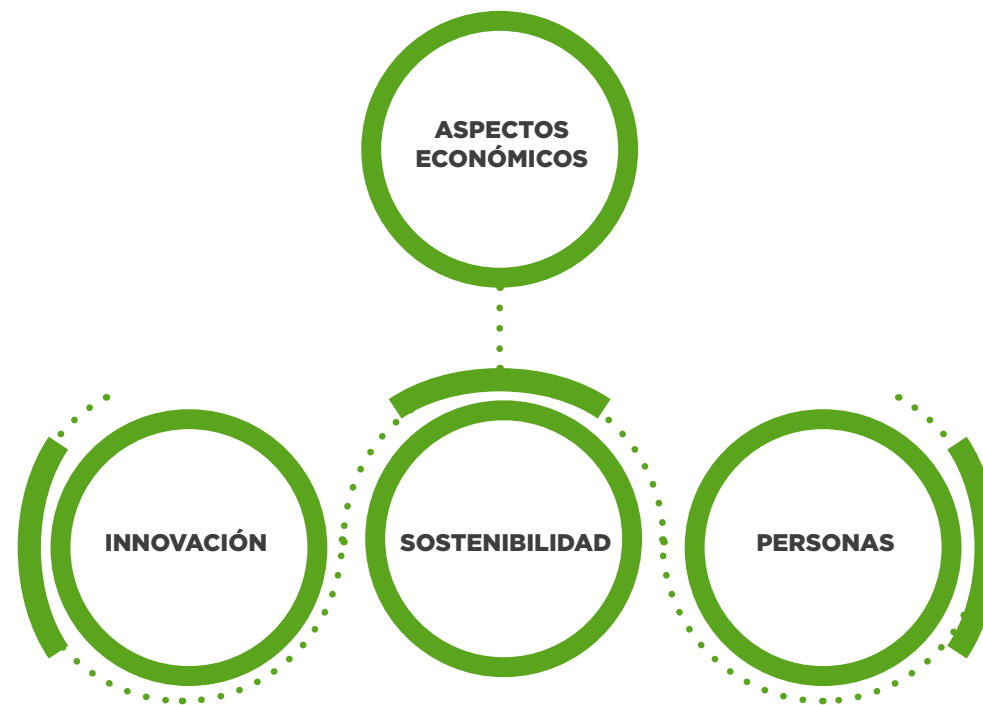 ASPECTOS
ECONÓMICOS
INNOVACIÓN
SOSTENIBILIDAD
PERSONAS